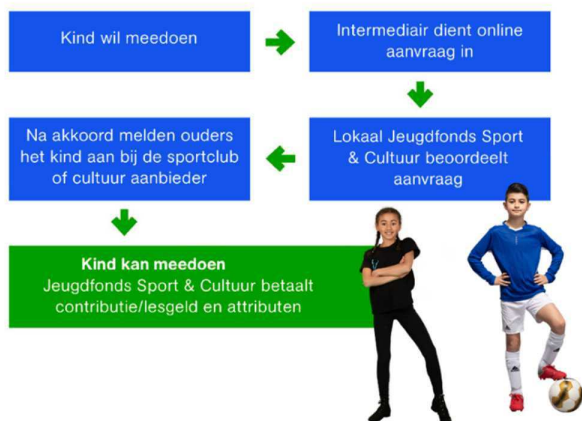 Kind wil meedoen
Intermediair dient online
aanvraag in
Lokaal Jeugdfonds Sport
& Cultuur beoordeelt
aanvraag
Na akkoord melden ouders
het kind aan bij de sportclub
of cultuur aanbieder
Kind kan meedoen
Jeugdfonds Sport & Cultuur betaalt
contributie/lesgeld en attributen